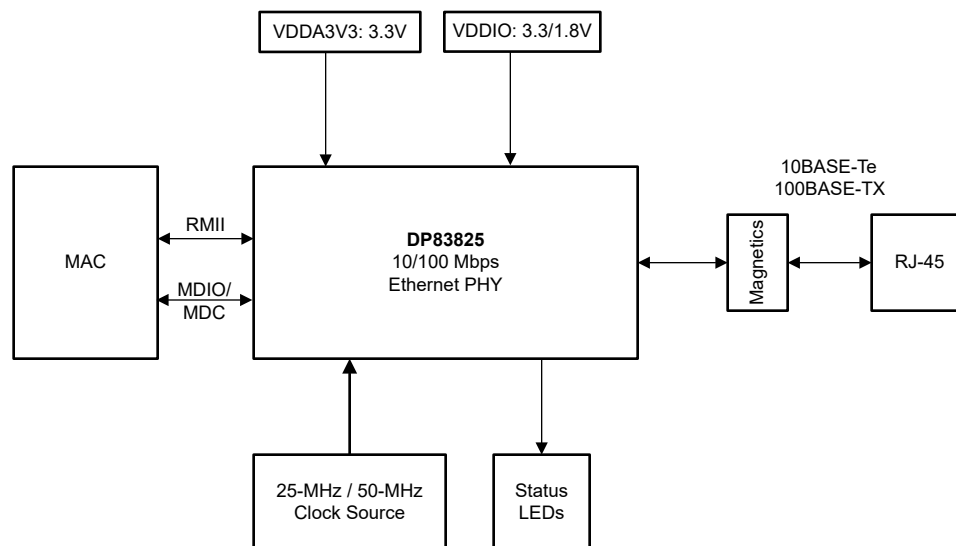 VDDA3V3: 3.3V
VDDIO: 3.3/1.8V
10BASE-Te
100BASE-TX
MAC
RMII
MDIO/
MDC
DP83825
10/100 Mbps
Ethernet PHY
Magnetics
RJ-45
25-MHz / 50-MHz
Clock Source
Status
LEDs